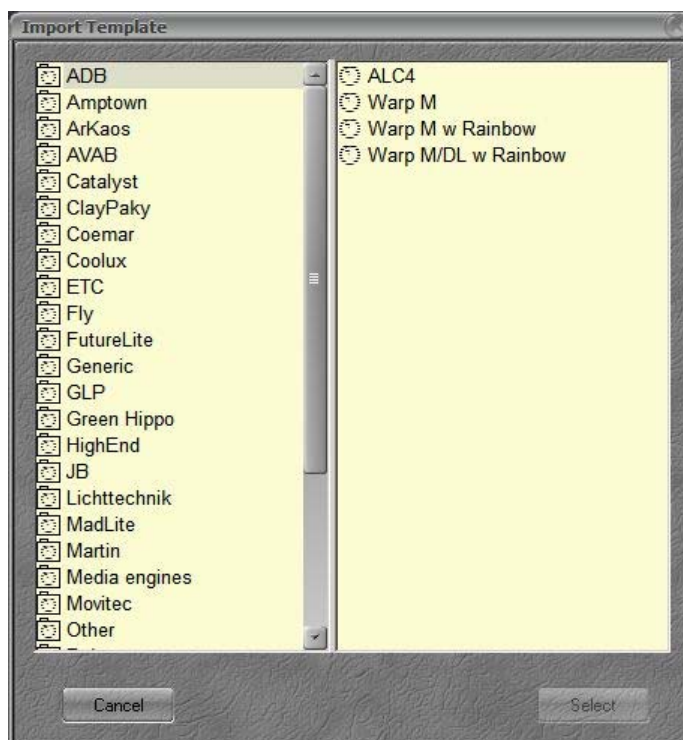 Import Template
ADB
Amptown
ArKaos
AVAB
Catalyst
ClayPaky
Coemar
Coolux
ETC
Fly
FutureLite
Generic
GLP
Green Hippo
HighEnd
JB
Lichttechnik
MadLite
Martin
Media engines
Movitec
Other
ALC4
Warp M
Warp M w Rainbow
Warp M/DL w Rainbow
Cancel
Select